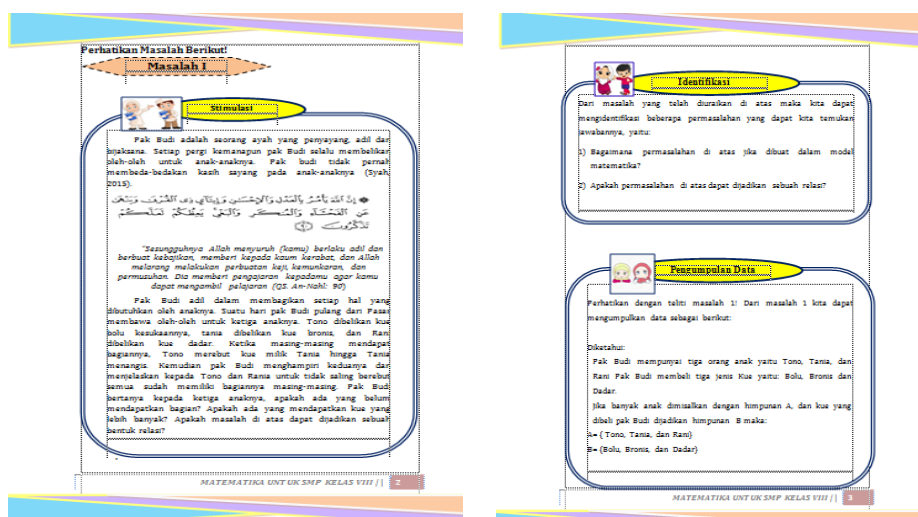 Perhatikan Masalah Berikut!
Masalah I
Stimulasi
Pak Budi adalah seorang ayah yang penyayang, adil dan
bijaksana. Setiap pergi kemanapun pak Budi selalu membelikan
oleh-oleh untuk anak-anaknya. Pak budi tidak pernah
membeda-bedakan kasih sayang pada anak-anaknya (Syah,
2015).
۞ إِنَّ ٱللَّهَ يَأْمُرُ بِٱلْعَدْلِ وَٱلْإِحْسَٰنِ وَإِيتَآئِ ذِى ٱلْقُرْبَىٰ وَيَنْهَىٰ
عَنِ ٱلْفَحْشَآءِ وَٱلْمُنكَرِ وَٱلْبَغْىِ يَعِظُكُمْ لَعَلَّكُمْ
تَذَكَّرُونَ
"Sesungguhnya Allah menyuruh (kamu) berlaku adil dan
berbuat kebajikan, memberi kepada kaum kerabat, dan Allah
melarang melakukan perbuatan keji, kemunkaran, dan
permusuhan. Dia memberi pengajaran kepadamu agar kamu
dapat mengambil pelajaran (QS. An-Nahl: 90)
Pak Budi adil dalam membagikan setiap hal yang
dibutuhkan oleh anaknya. Suatu hari pak Budi pulang dari Pasar
membawa oleh-oleh untuk ketiga anaknya. Tono dibelikan kue
bolu kesukaannya, tania dibelikan kue bronis, dan Rani
dibelikan kue dadar. Ketika masing-masing mendapat
bagiannya, Tono merebut kue milik Tania hingga Tania
menangis. Kemudian pak Budi menghampiri keduanya dan
menjelaskan kepada Tono dan Rania untuk tidak saling berebut
semua sudah memiliki bagiannya masing-masing. Pak Budi
bertanya kepada ketiga anaknya, apakah ada yang belum
mendapatkan bagian? Apakah ada yang mendapatkan kue yang
lebih banyak? Apakah masalah di atas dapat dijadikan sebuah
bentuk relasi?
MATEMATIKA UNTUK SMP KELAS VIII || 2
Identifikasi
Dari masalah yang telah diuraikan di atas maka kita dapat
mengidentifikasi beberapa permasalahan yang dapat kita temukan
jawabannya, yaitu:
1) Bagaimana permasalahan di atas jika dibuat dalam model
matematika?
2) Apakah permasalahan di atas dapat dijadikan sebuah relasi?
Pengumpulan Data
Perhatikan dengan teliti masalah 1! Dari masalah 1 kita dapat
mengumpulkan data sebagai berikut:
Diketahui:
Pak Budi mempunyai tiga orang anak yaitu Tono, Tania, dan
Rani Pak Budi membeli tiga jenis Kue yaitu: Bolu, Bronis dan
Dadar.
Jika banyak anak dimisalkan dengan himpunan A, dan kue yang
dibeli pak Budi dijadikan himpunan B maka:
A= { Tono, Tania, dan Rani}
B= {Bolu, Bronis, dan Dadar}
MATEMATIKA UNTUK SMP KELAS VIII || 3